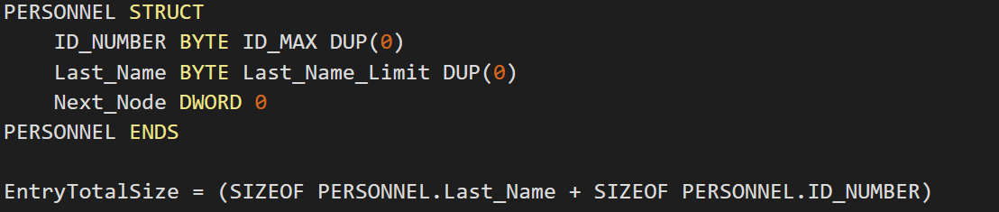 PERSONNEL STRUCT
    ID_NUMBER BYTE ID_MAX DUP(0)
    Last_Name BYTE Last_Name_Limit DUP(0)
    Next_Node DWORD 0
PERSONNEL ENDS

EntryTotalSize = (SIZEOF PERSONNEL.Last_Name + SIZEOF PERSONNEL.ID_NUMBER)